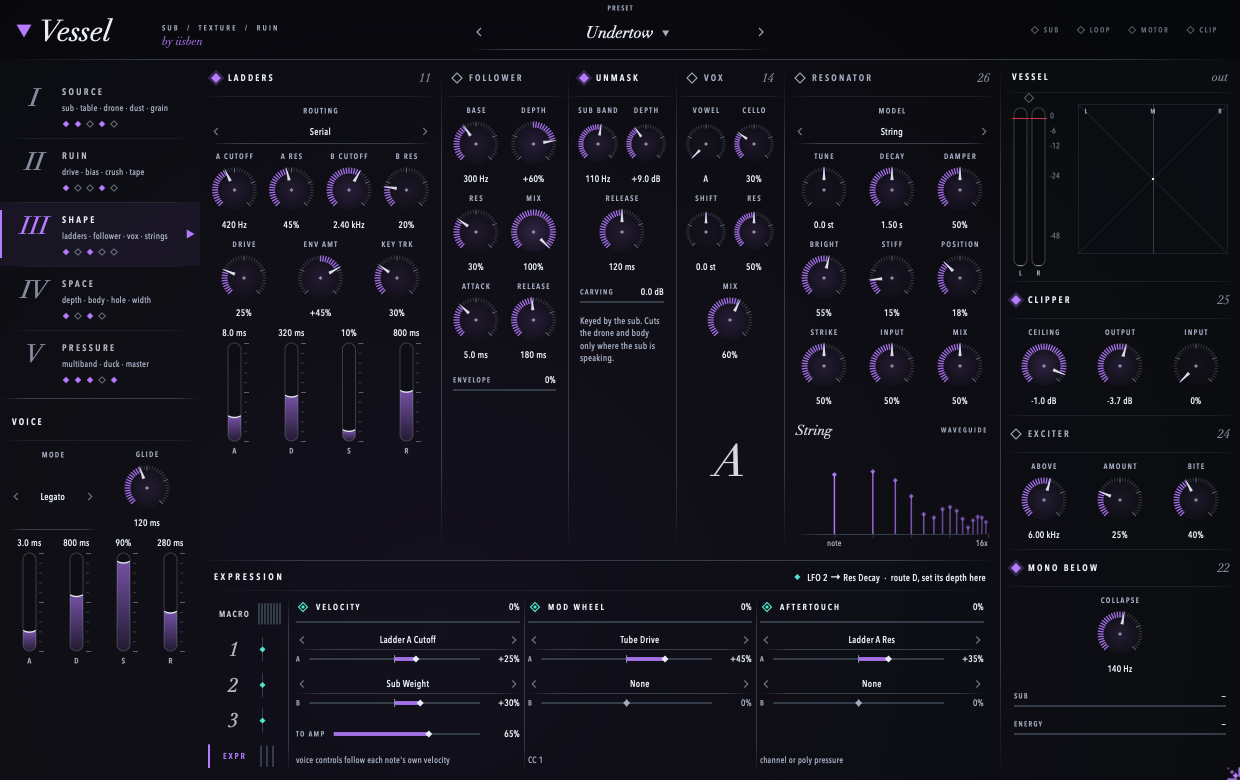 PRESET
Vessel
SUB / TEXTURE / RUIN
by iisben
Undertow
SUB LOOP MOTOR CLIP
I
SOURCE
sub · table · drone · dust · grain
II
RUIN
drive · bias · crush · tape
III
SHAPE
ladders · follower · vox · strings
IV
SPACE
depth · body · hole · width
V
PRESSURE
multiband · duck · master
VOICE
MODE
GLIDE
Legato
120 ms
3.0 ms 800 ms 90% 280 ms
A D S R
LADDERS 11
ROUTING
Serial
A CUTOFF A RES B CUTOFF B RES
420 Hz 45% 2.40 kHz 20%
DRIVE ENV AMT KEY TRK
25% +45% 30%
8.0 ms 320 ms 10% 800 ms
A D S R
FOLLOWER
BASE DEPTH
300 Hz +60%
RES MIX
30% 100%
ATTACK RELEASE
5.0 ms 180 ms
ENVELOPE 0%
UNMASK
SUB BAND DEPTH
110 Hz +9.0 dB
RELEASE
120 ms
CARVING 0.0 dB
Keyed by the sub. Cuts
the drone and body
only where the sub is
speaking.
VOX 14
VOWEL CELLO
A 30%
SHIFT RES
0.0 st 50%
MIX
60%
A
RESONATOR 26
MODEL
String
TUNE DECAY DAMPER
0.0 st 1.50 s 50%
BRIGHT STIFF POSITION
55% 15% 18%
STRIKE INPUT MIX
50% 50% 50%
String WAVEGUIDE
note 16x
VESSEL out
0
-6
-12
-24
-48
L R
L M R
CLIPPER 25
CEILING OUTPUT INPUT
-1.0 dB -3.7 dB 0%
EXCITER 24
ABOVE AMOUNT BITE
6.00 kHz 25% 40%
MONO BELOW 22
COLLAPSE
140 Hz
SUB –
ENERGY –
EXPRESSION
LFO 2 → Res Decay · route D, set its depth here
MACRO
1
2
3
EXPR
VELOCITY 0%
Ladder A Cutoff
A +25%
Sub Weight
B +30%
TO AMP 65%
voice controls follow each note's own velocity
MOD WHEEL 0%
Tube Drive
A +45%
None
B 0%
CC 1
AFTERTOUCH 0%
Ladder A Res
A +35%
None
B 0%
channel or poly pressure